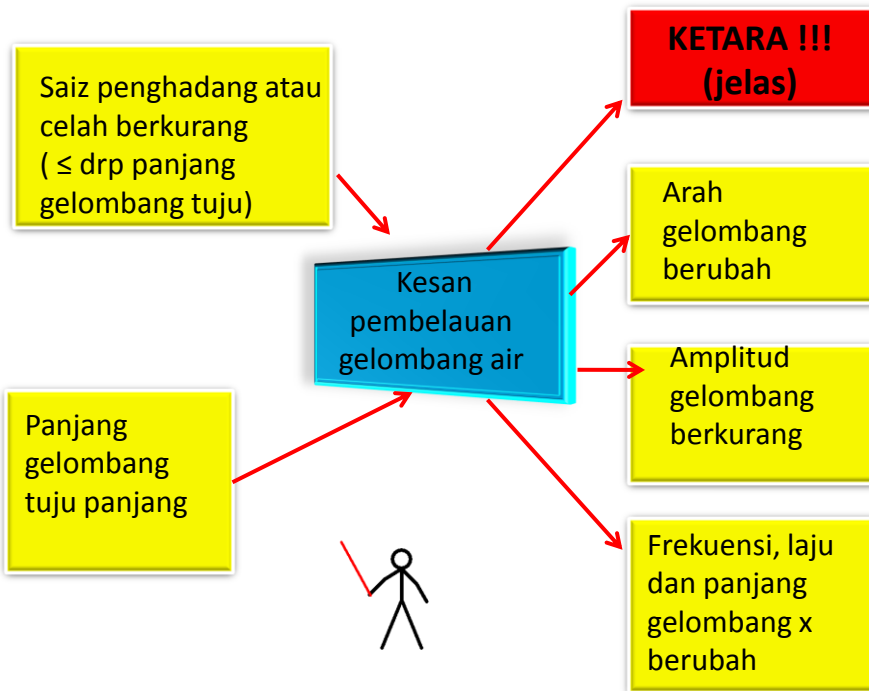 Saiz penghadang atau
celah berkurang
( ≤ drp panjang
gelombang tuju)
Panjang
gelombang
tuju panjang
Kesan
pembelauan
gelombang air
KETARA !!!
(jelas)
Arah
gelombang
berubah
Amplitud
gelombang
berkurang
Frekuensi, laju
dan panjang
gelombang x
berubah